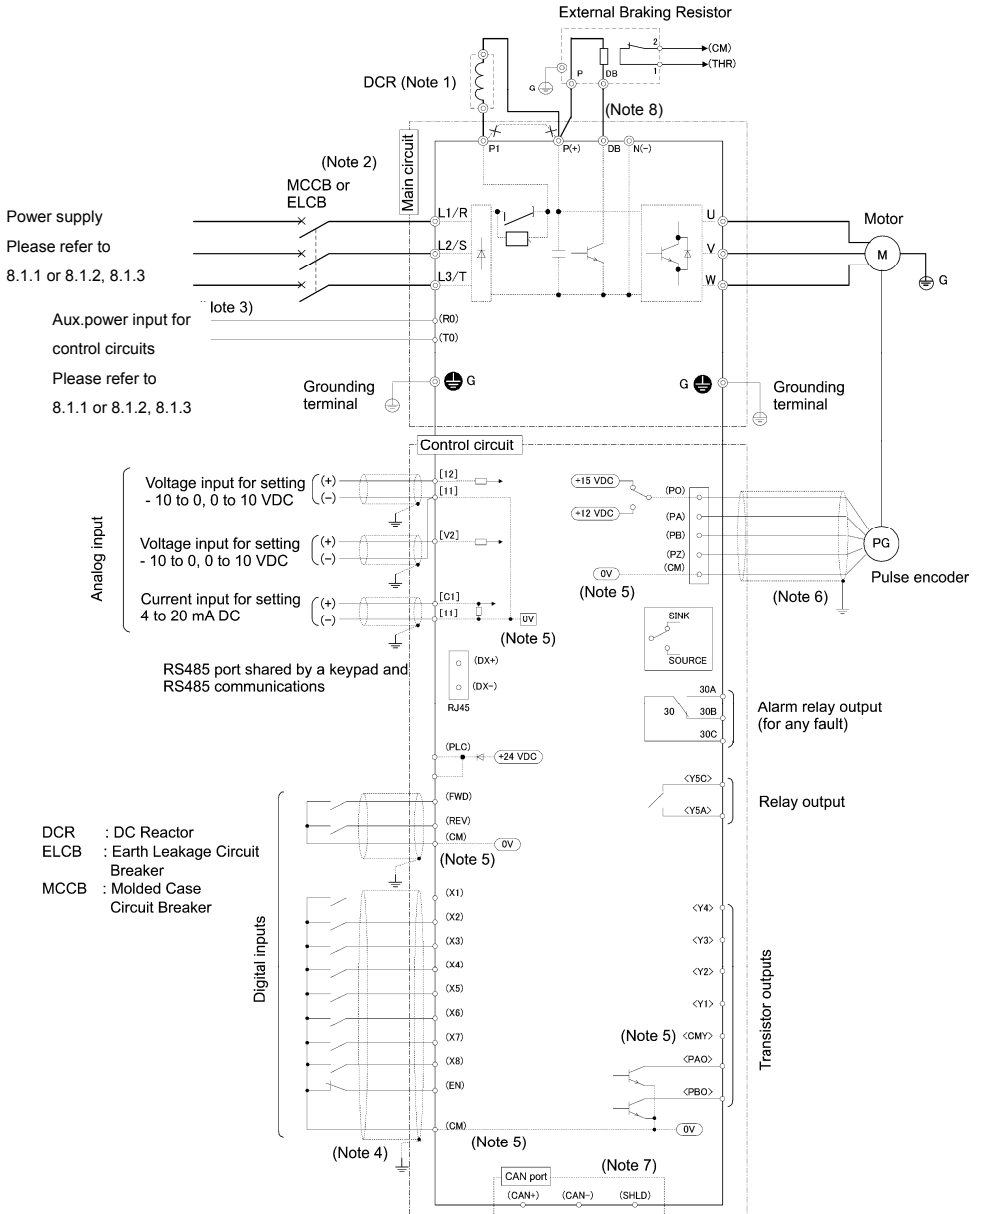 External Braking Resistor
2
(CM)
1
(THR)
P
DB
G
DCR (Note 1)
(Note 8)
Main circuit
P1
P(+)
DB
N(-)
(Note 2)
MCCB or
ELCB
Power supply
Please refer to
8.1.1 or 8.1.2, 8.1.3
L1/R
L2/S
L3/T
U
V
W
Motor
M
G
lote 3)
Aux.power input for
control circuits
Please refer to
8.1.1 or 8.1.2, 8.1.3
(R0)
(T0)
Grounding
terminal
G
G
Grounding
terminal
Control circuit
Analog input
Voltage input for setting
- 10 to 0, 0 to 10 VDC
(+)
(-)
[12]
[11]
Voltage input for setting
- 10 to 0, 0 to 10 VDC
(+)
(-)
[V2]
Current input for setting
4 to 20 mA DC
(+)
(-)
[C1]
[11]
UV
(Note 5)
+15 VDC
+12 VDC
(PO)
(PA)
(PB)
(PZ)
(CM)
0V
(Note 5)
PG
Pulse encoder
(Note 6)
SINK
SOURCE
RS485 port shared by a keypad and
RS485 communications
(DX+)
(DX-)
RJ45
30
30A
30B
30C
Alarm relay output
(for any fault)
(PLC)
+24 VDC
<Y5C>
<Y5A>
Relay output
DCR : DC Reactor
ELCB : Earth Leakage Circuit
Breaker
MCCB : Molded Case
Circuit Breaker
Digital inputs
(FWD)
(REV)
(CM)
0V
(Note 5)
(X1)
(X2)
(X3)
(X4)
(X5)
(X6)
(X7)
(X8)
(EN)
(CM)
(Note 4)
(Note 5)
<Y4>
<Y3>
<Y2>
<Y1>
(Note 5) <CMY>
<PAO>
<PBO>
0V
Transistor outputs
(Note 7)
CAN port
(CAN+)
(CAN-)
(SHLD)